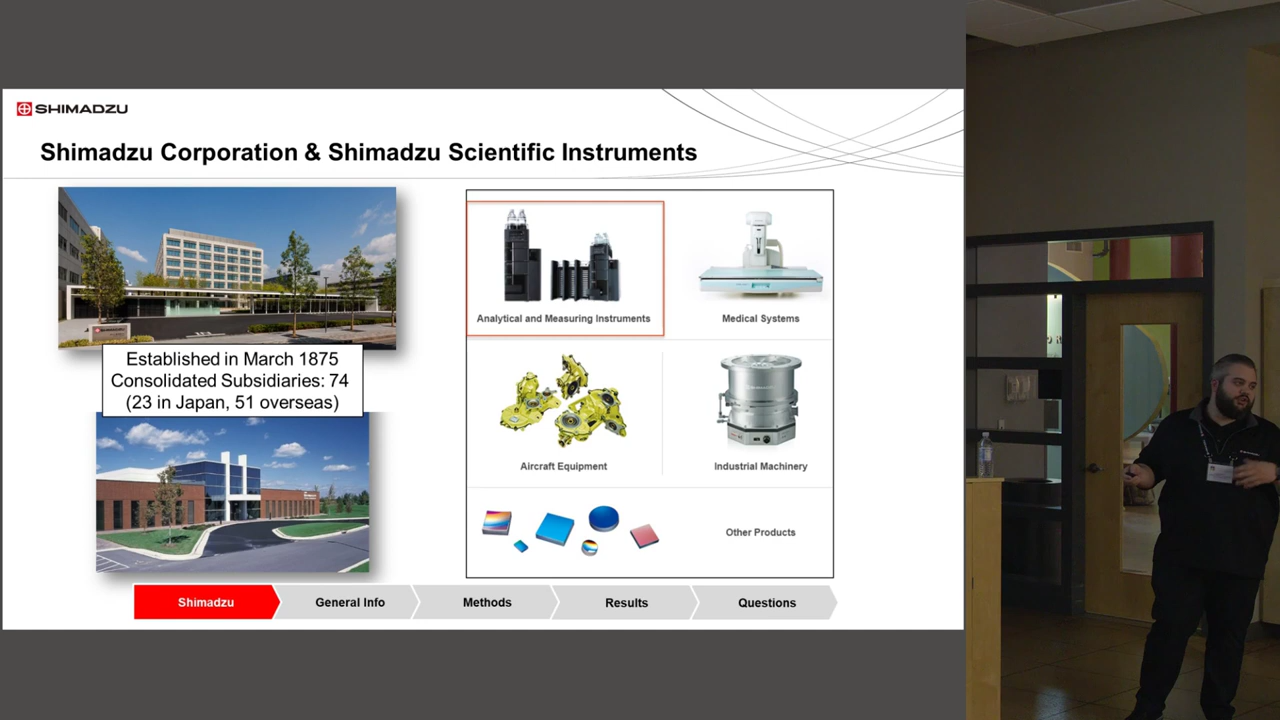 SHIMADZU
Shimadzu Corporation & Shimadzu Scientific Instruments
Established in March 1875
Consolidated Subsidiaries: 74
(23 in Japan, 51 overseas)
Analytical and Measuring Instruments
Medical Systems
Aircraft Equipment
Industrial Machinery
Other Products
Shimadzu
General Info
Methods
Results
Questions